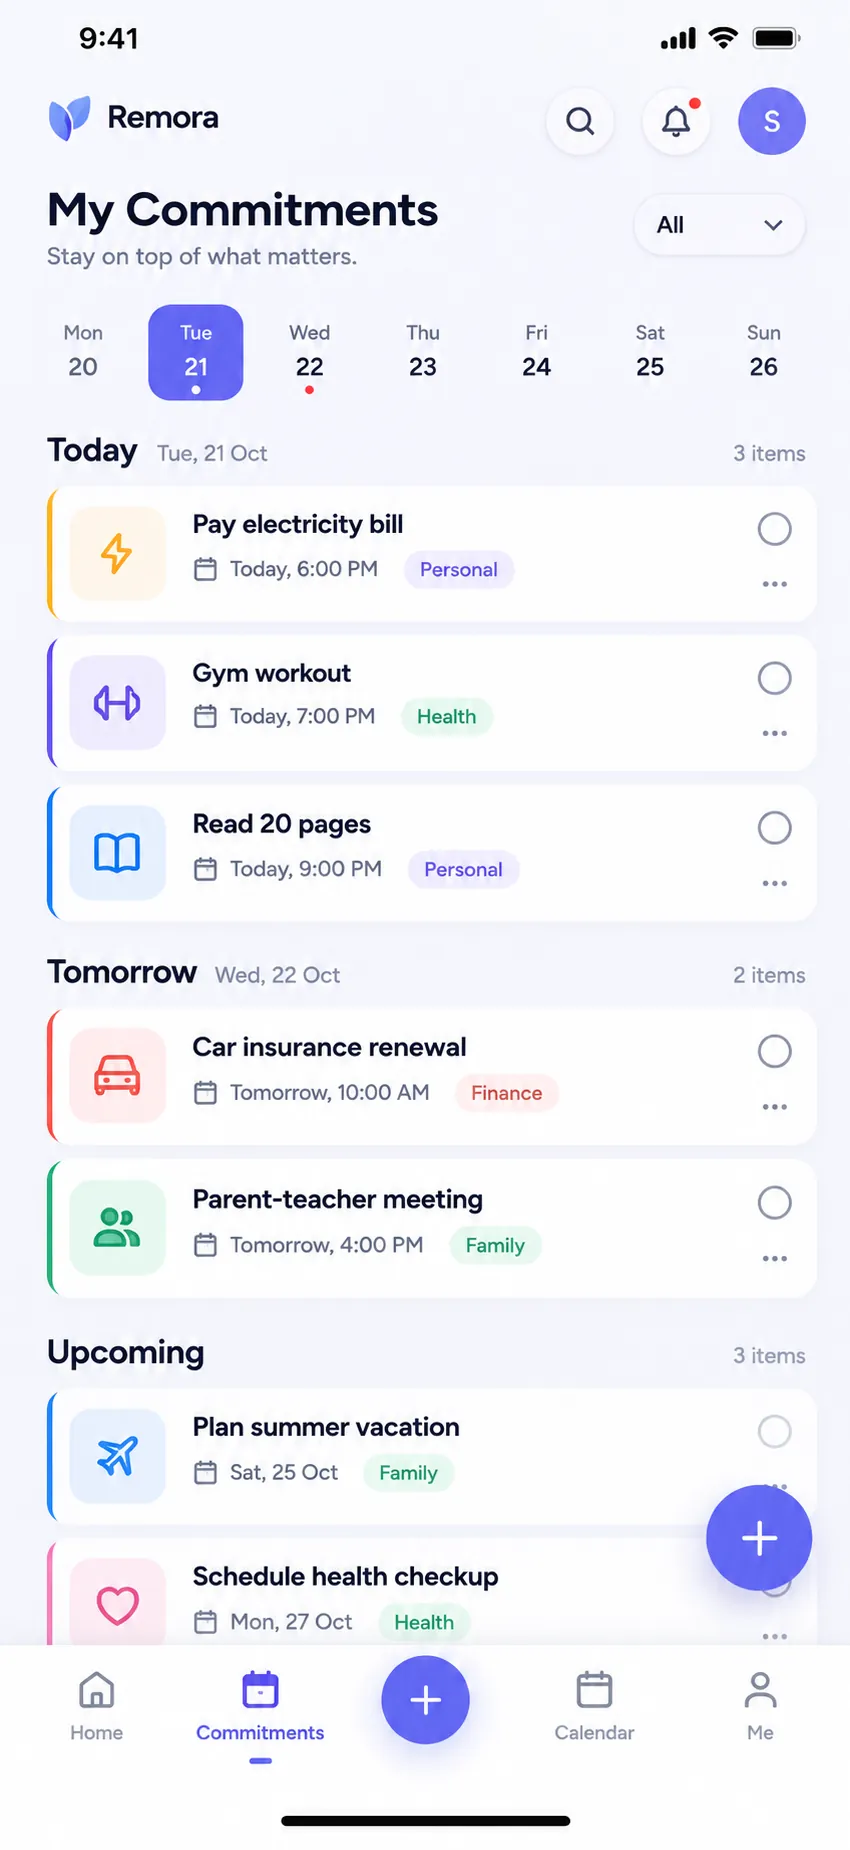 9:41
Remora
S
My Commitments
All
Stay on top of what matters.
Mon Tue Wed Thu Fri Sat Sun
20 21 22 23 24 25 26
Today Tue, 21 Oct 3 items
Pay electricity bill
Today, 6:00 PM Personal
Gym workout
Today, 7:00 PM Health
Read 20 pages
Today, 9:00 PM Personal
Tomorrow Wed, 22 Oct 2 items
Car insurance renewal
Tomorrow, 10:00 AM Finance
Parent-teacher meeting
Tomorrow, 4:00 PM Family
Upcoming 3 items
Plan summer vacation
Sat, 25 Oct Family
Schedule health checkup
Mon, 27 Oct Health
Home Commitments Calendar Me